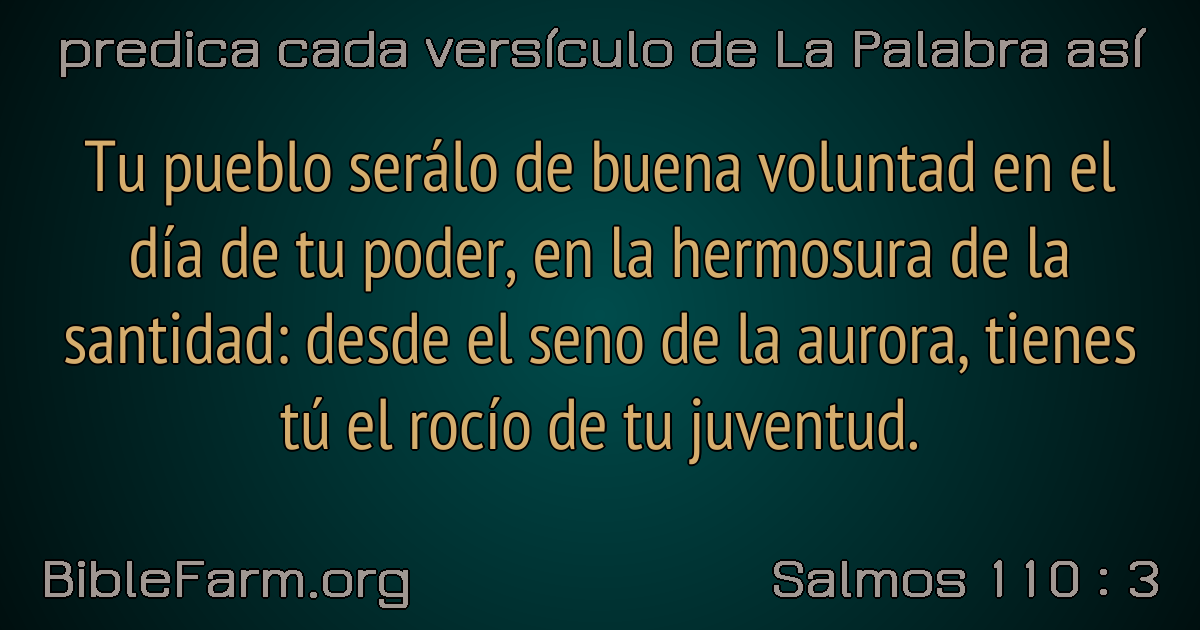 predica cada versículo de La Palabra así
Tu pueblo serálo de buena voluntad en el
día de tu poder, en la hermosura de la
santidad: desde el seno de la aurora, tienes
tú el rocío de tu juventud.
BibleFarm.org
Salmos 110 : 3